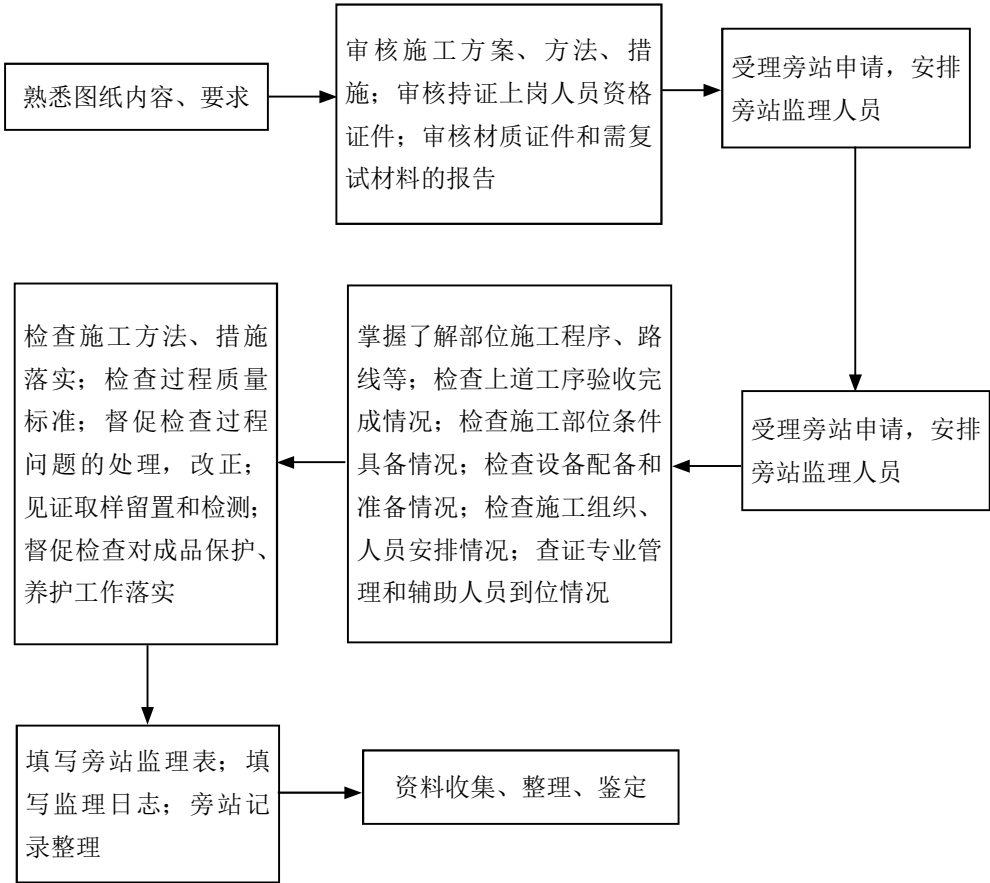 熟悉图纸内容、要求
审核施工方案、方法、措
施；审核持证上岗人员资格
证件；审核材质证件和需复
试材料的报告
受理旁站申请，安排
旁站监理人员
受理旁站申请，安排
旁站监理人员
掌握了解部位施工程序、路
线等；检查上道工序验收完
成情况；检查施工部位条件
具备情况；检查设备配备和
准备情况；检查施工组织、
人员安排情况；查证专业管
理和辅助人员到位情况
检查施工方法、措施
落实；检查过程质量
标准；督促检查过程
问题的处理，改正；
见证取样留置和检测；
督促检查对成品保护、
养护工作落实
填写旁站监理表；填
写监理日志；旁站记
录整理
资料收集、整理、鉴定